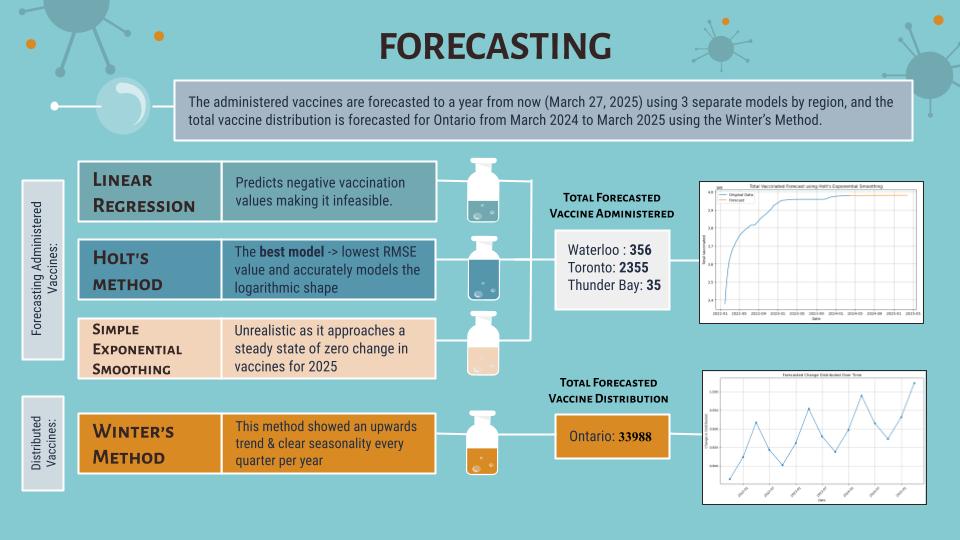 FORECASTING
The administered vaccines are forecasted to a year from now (March 27, 2025) using 3 separate models by region, and the
total vaccine distribution is forecasted for Ontario from March 2024 to March 2025 using the Winter's Method.
Forecasting Administered
Vaccines:
LINEAR
REGRESSION
Predicts negative vaccination
values making it infeasible.
HOLT'S
METHOD
The best model -> lowest RMSE
value and accurately models the
logarithmic shape
SIMPLE
EXPONENTIAL
SMOOTHING
Unrealistic as it approaches a
steady state of zero change in
vaccines for 2025
TOTAL FORECASTED
VACCINE ADMINISTERED
Waterloo : 356
Toronto: 2355
Thunder Bay: 35
Total Vaccinated Forecast using Holt's Exponential Smoothing
Original Data
Forecast
Total Vaccinated
Date
Distributed
Vaccines:
WINTER'S
METHOD
This method showed an upwards
trend & clear seasonality every
quarter per year
TOTAL FORECASTED
VACCINE DISTRIBUTION
Ontario: 33988
Forecasted Change Distributed Over Time
Date